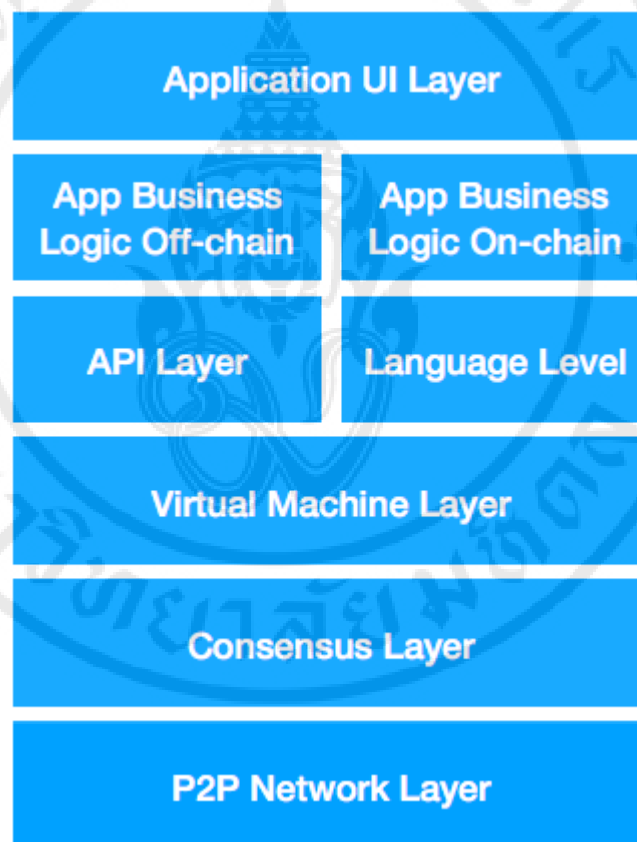 Application UI Layer
App Business
Logic Off-chain
App Business
Logic On-chain
API Layer
Language Level
Virtual Machine Layer
Consensus Layer
P2P Network Layer